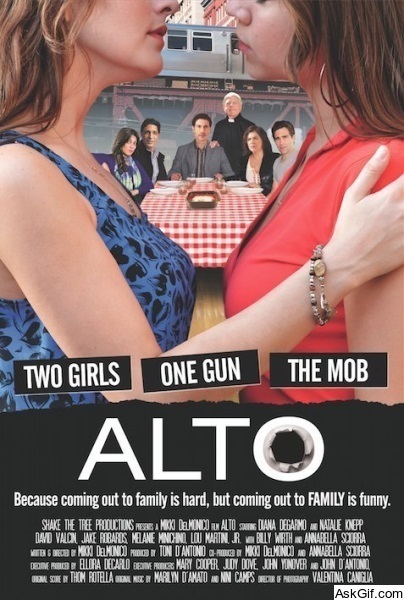 TWO GIRLS
ONE GUN
THE MOB
ALTO
Because coming out to family is hard, but coming out to FAMILY is funny.
SHAKE THE TREE PRODUCTIONS PRESENTS A MIKKI DELMONICO FILM ALTO STARRING DIANA DEGARMO AND NATALIE KNEPP
DAVID VALCIN, JAKE ROBARDS, MELANIE MINICHINO, LOU MARTINI, JR. WITH BILLY WIRTH AND ANNABELLA SCIORRA
WRITTEN & DIRECTED BY MIKKI DELMONICO PRODUCED BY TONI D'ANTONIO CO-PRODUCED BY MIKKI DELMONICO AND ANNABELLA SCIORRA
EXECUTIVE PRODUCED BY ELLORA DECARLO EXECUTIVE PRODUCERS MARY COOPER, JUDY DOVE, JOHN YONOVER AND JOHN D'ANTONIO,
ORIGINAL SCORE BY THOM ROTELLA ORIGINAL MUSIC BY MARILYN D'AMATO AND NINI CAMPS DIRECTOR OF PHOTOGRAPHY VALENTINA CANIGLIA
AskGif.com